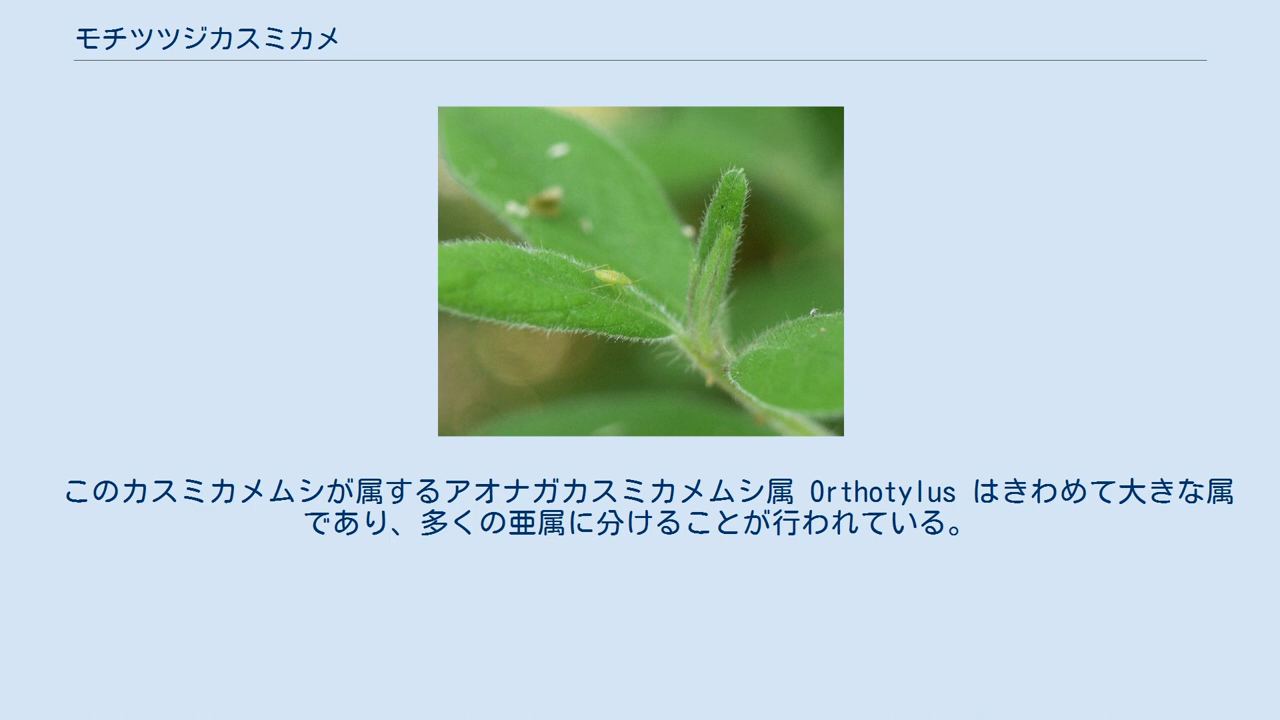 モチツツジカスミカメ
このカスミカメムシが属するアオナガカスミカメムシ属 Orthotylus はきわめて大きな属
であり、多くの亜属に分けることが行われている。